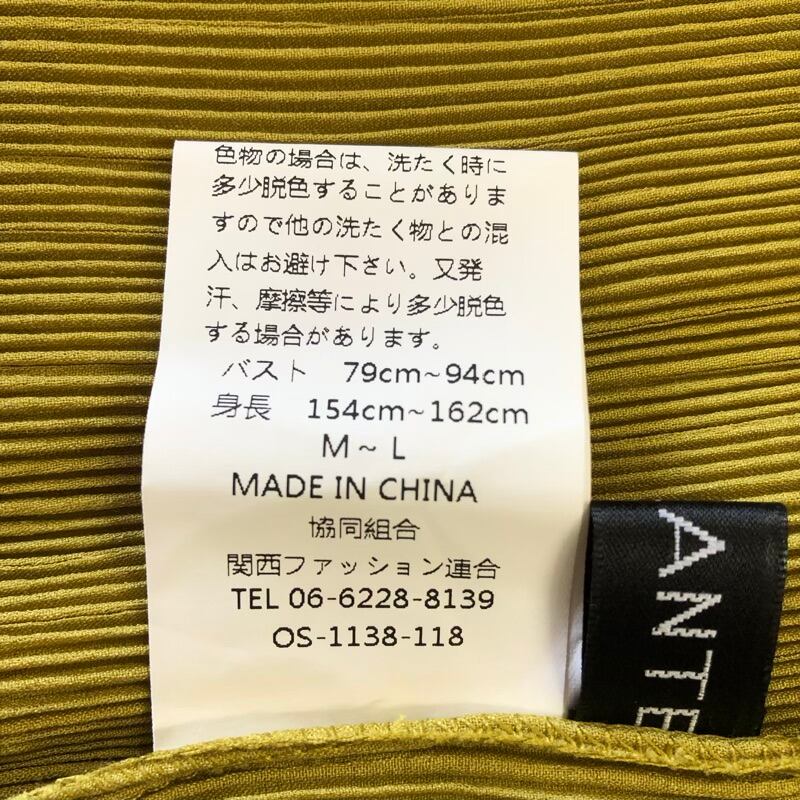 色物の場合は、洗たく時に
多少脱色することがありま
すので他の洗たく物との混
入はお避け下さい。又発
汗、摩擦等により多少脱色
する場合があります。
バスト 79cm~94cm
身長 154cm~162cm
M~L
MADE IN CHINA
協同組合
関西ファッション連合
TEL 06-6228-8139
OS-1138-118
ANTE